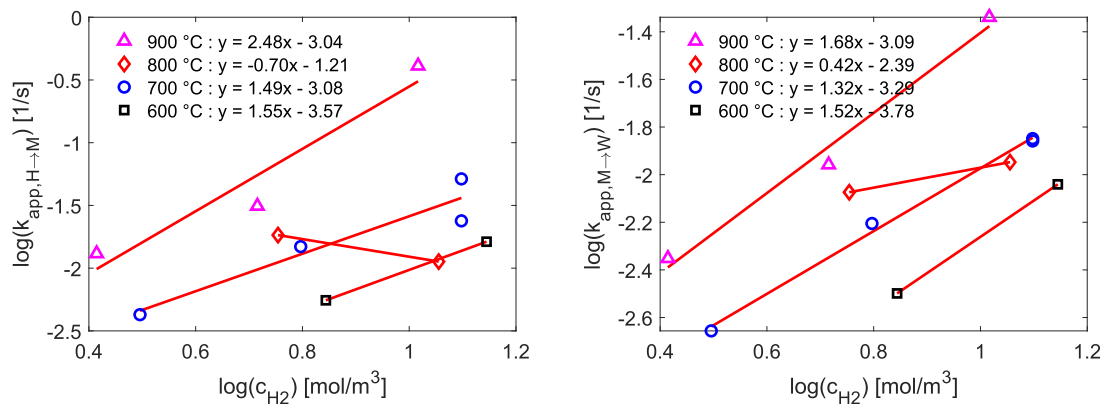 0
-0.5
-1
-1.5
-2
-2.5
log(k_app,H→M) [1/s]
900 °C : y = 2.48x - 3.04
800 °C : y = -0.70x - 1.21
700 °C : y = 1.49x - 3.08
600 °C : y = 1.55x - 3.57
0.4 0.6 0.8 1 1.2
log(c_H2) [mol/m³]
-1.4
-1.6
-1.8
-2
-2.2
-2.4
-2.6
log(k_app,M→W) [1/s]
900 °C : y = 1.68x - 3.09
800 °C : y = 0.42x - 2.39
700 °C : y = 1.32x - 3.29
600 °C : y = 1.52x - 3.78
0.4 0.6 0.8 1 1.2
log(c_H2) [mol/m³]